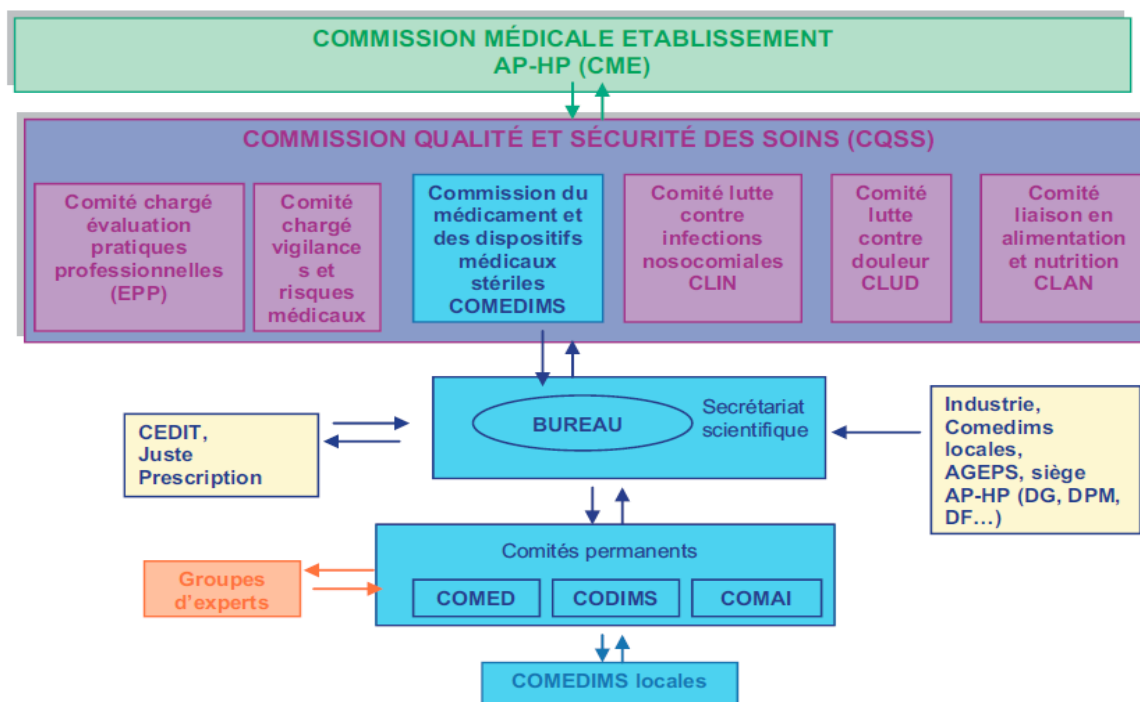 COMMISSION MÉDICALE ETABLISSEMENT
AP-HP (CME)
COMMISSION QUALITÉ ET SÉCURITÉ DES SOINS (CQSS)
Comité chargé
évaluation
pratiques
professionnelles
(EPP)
Comité
chargé
vigilance
s et
risques
médicaux
Commission du
médicament et
des dispositifs
médicaux
stériles
COMEDIMS
Comité lutte
contre
infections
nosocomiales
CLIN
Comité
lutte
contre
douleur
CLUD
Comité
liaison en
alimentation
et nutrition
CLAN
BUREAU
Secrétariat
scientifique
CEDIT,
Juste
Prescription
Industrie,
Comedims
locales,
AGEPS, siège
AP-HP (DG, DPM,
DF…)
Comités permanents
COMED
CODIMS
COMAI
Groupes
d’experts
COMEDIMS locales